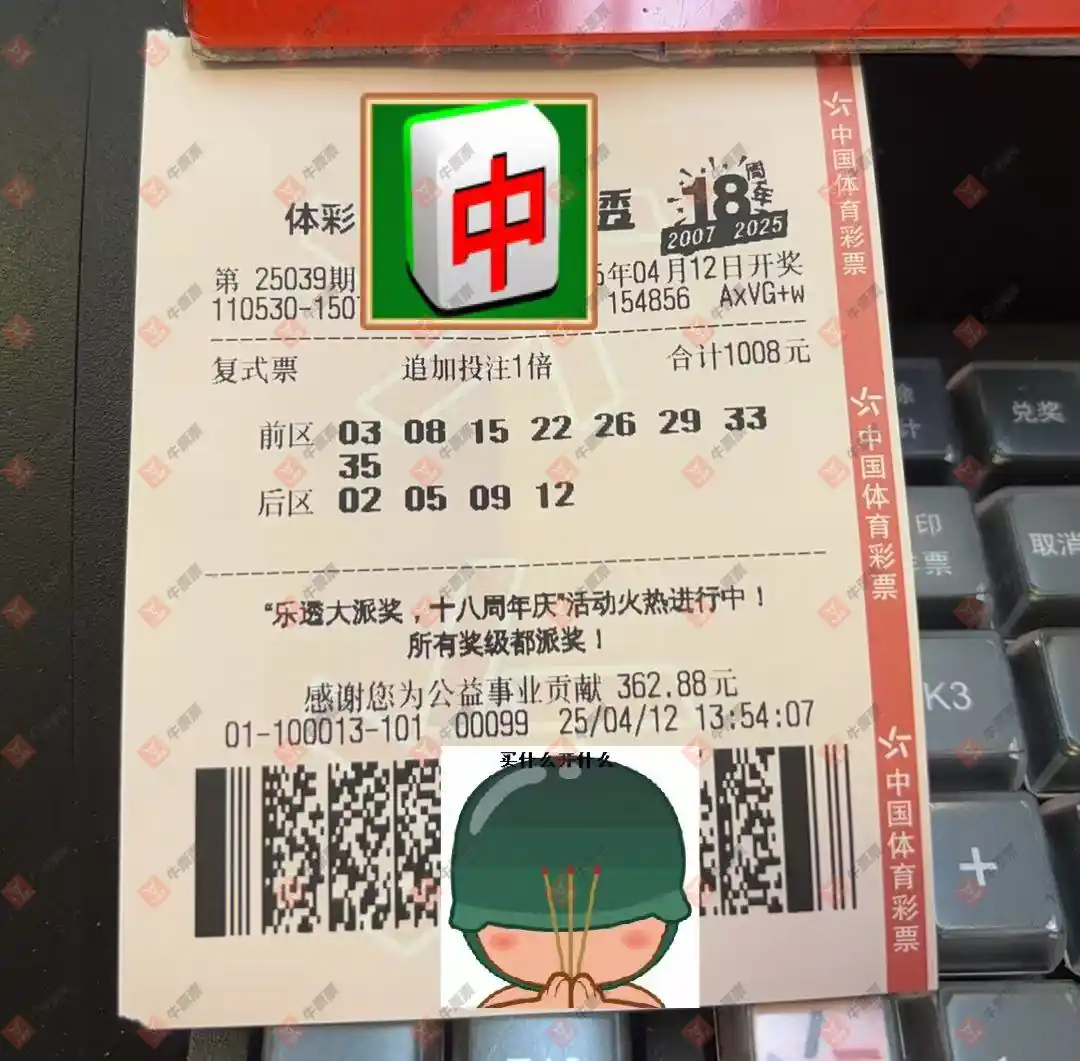 中
体彩
透
18周年
2007 2025
第 25039期
5年04月12日开奖
110530-150
154856 AxVG+w
复式票 追加投注1倍 合计1008元
前区 03 08 15 22 26 29 33
35
后区 02 05 09 12
“乐透大派奖，十八周年庆”活动火热进行中！
所有奖级都派奖！
感谢您为公益事业贡献 362.88元
01-100013-101 00099 25/04/12 13:54:07
买什么开什么
中国体育彩票
中国体育彩票
中国体育彩票
兑奖
印
票
取消
K3
+